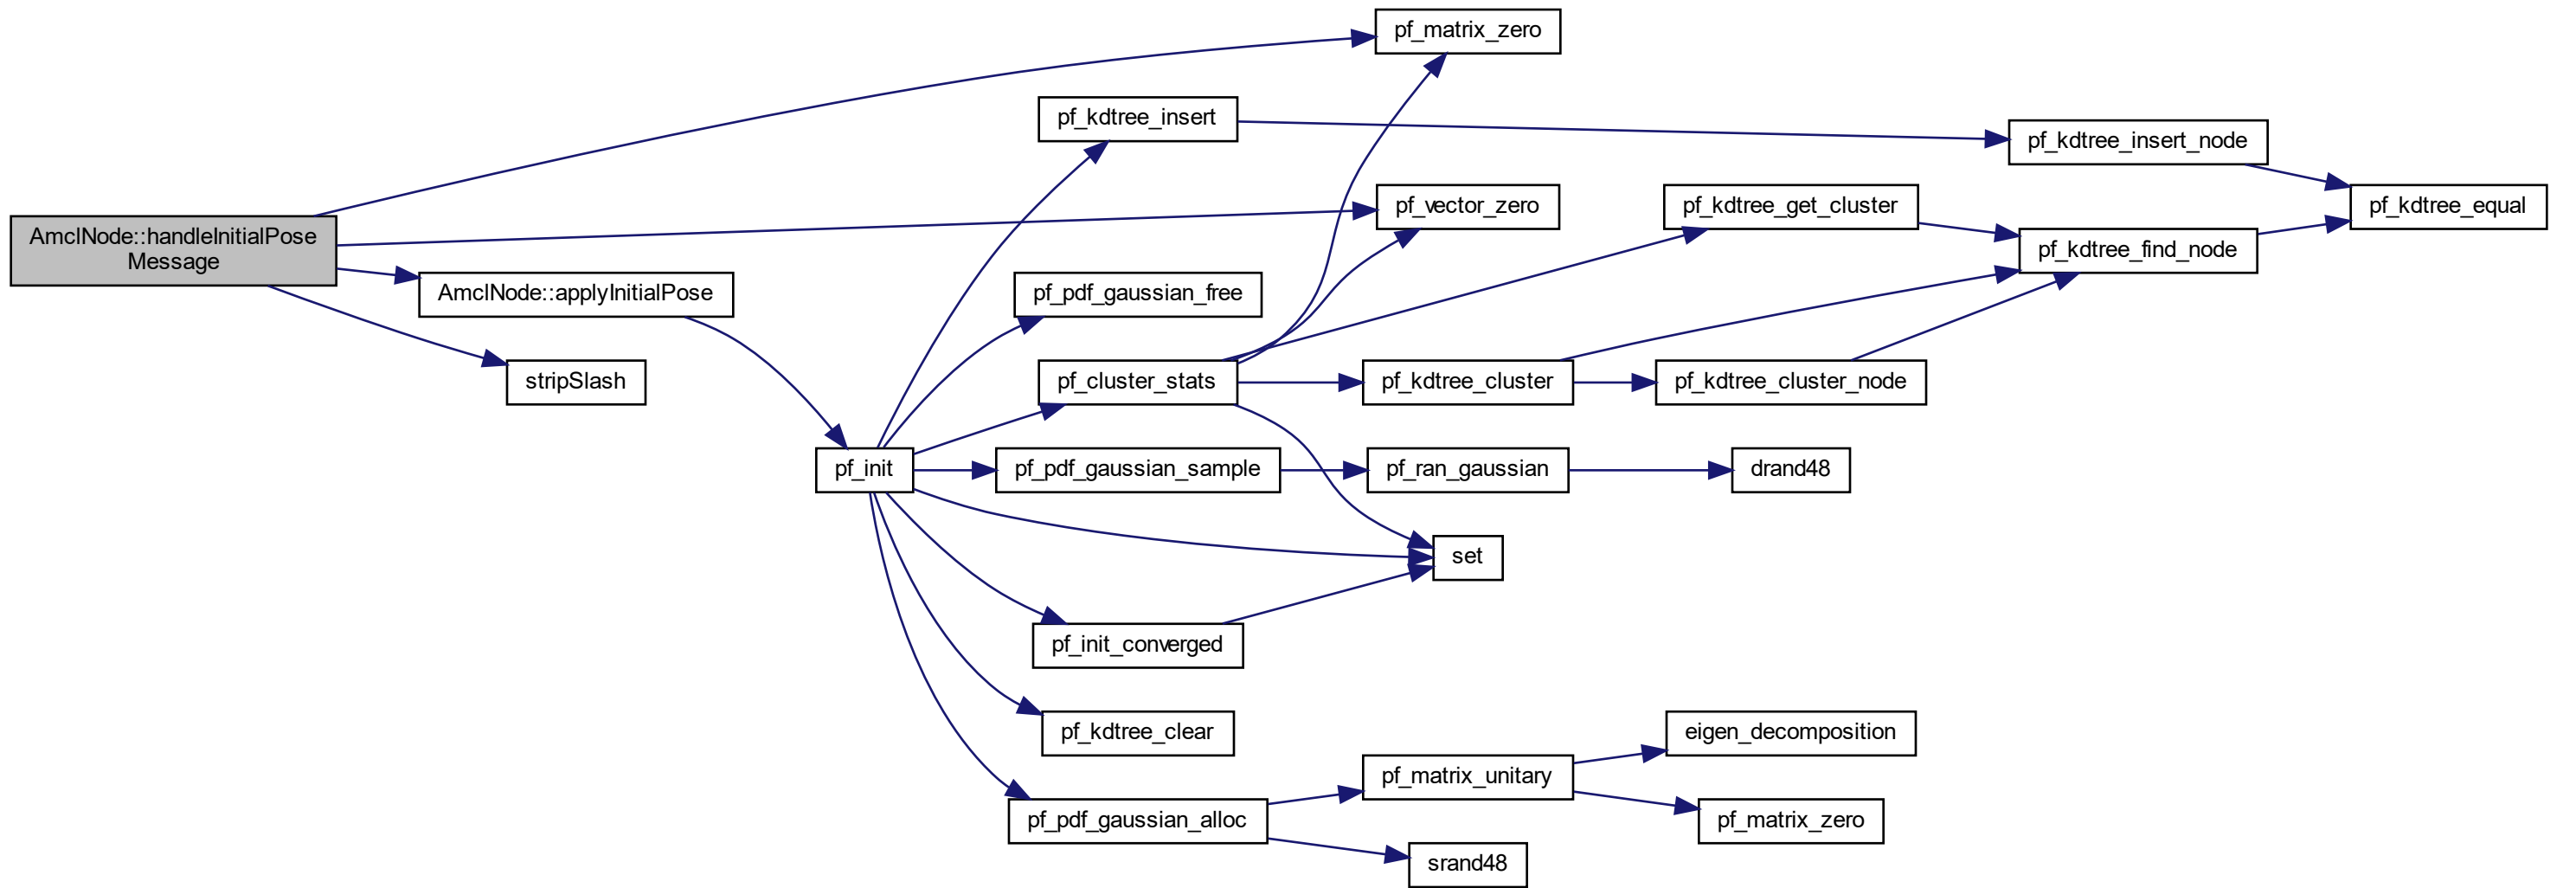 pf_matrix_zero
pf_kdtree_insert
pf_kdtree_insert_node
pf_vector_zero
pf_kdtree_get_cluster
pf_kdtree_equal
AmclNode::handleInitialPose
Message
pf_kdtree_find_node
AmclNode::applyInitialPose
pf_pdf_gaussian_free
stripSlash
pf_cluster_stats
pf_kdtree_cluster
pf_kdtree_cluster_node
pf_init
pf_pdf_gaussian_sample
pf_ran_gaussian
drand48
set
pf_init_converged
pf_kdtree_clear
eigen_decomposition
pf_matrix_unitary
pf_pdf_gaussian_alloc
pf_matrix_zero
srand48